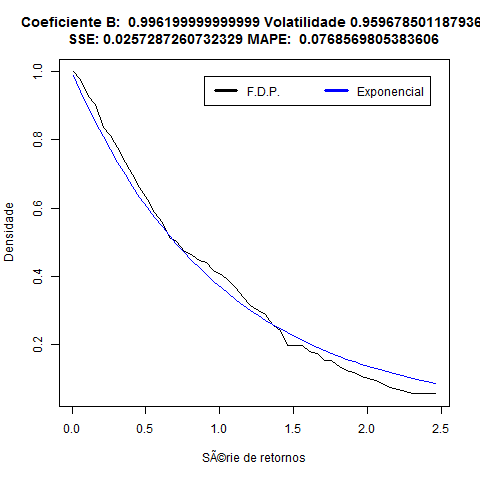 Coeficiente B:  0.996199999999999 Volatilidade 0.959678501187936
SSE: 0.0257287260732329 MAPE:  0.0768569805383606
F.D.P. Exponencial
Densidade
1.0
0.8
0.6
0.4
0.2
0.0 0.5 1.0 1.5 2.0 2.5
SÃ©rie de retornos